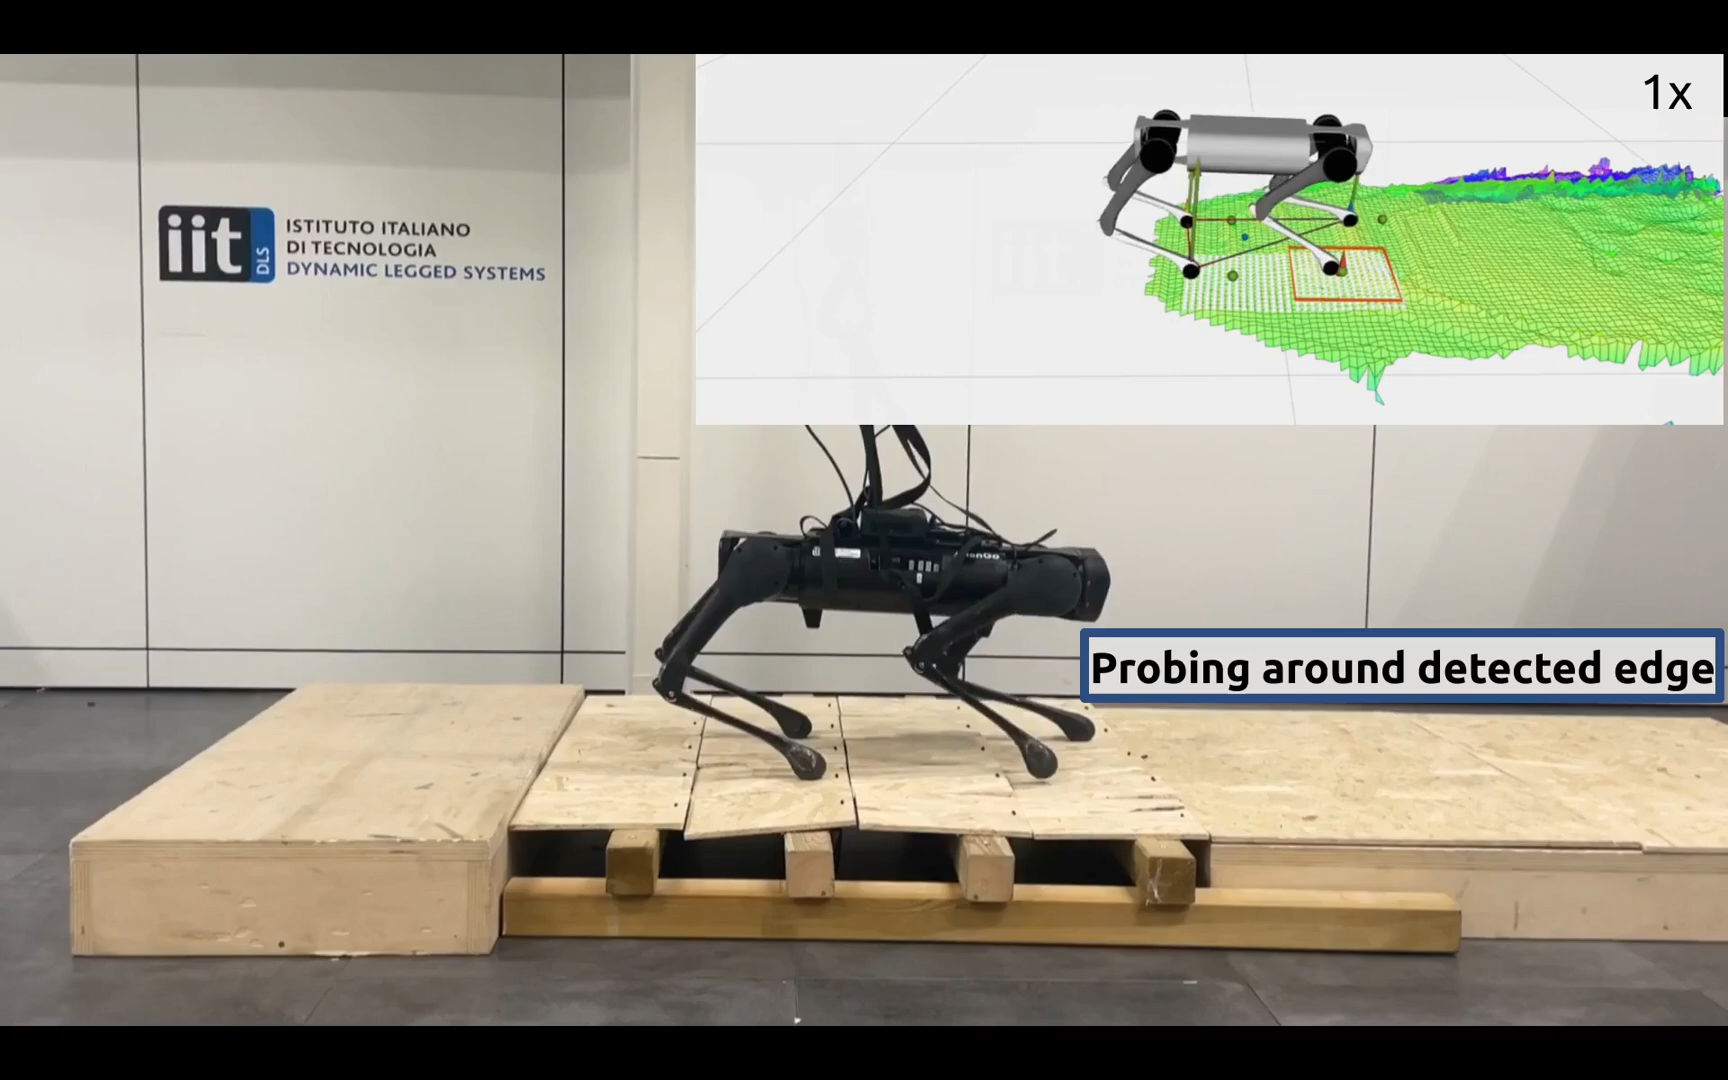 1x
iit
DLS
ISTITUTO ITALIANO
DI TECNOLOGIA
DYNAMIC LEGGED SYSTEMS
Probing around detected edge